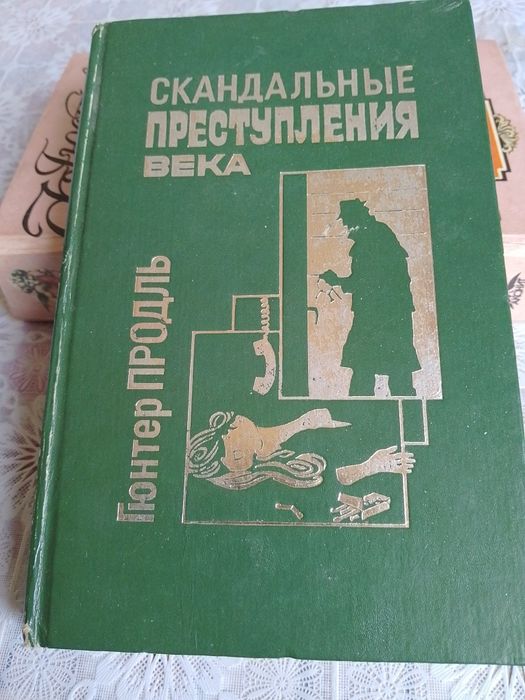 СКАНДАЛЬНЫЕ
ПРЕСТУПЛЕНИЯ
ВЕКА
Гюнтер ПРОДЛЬ